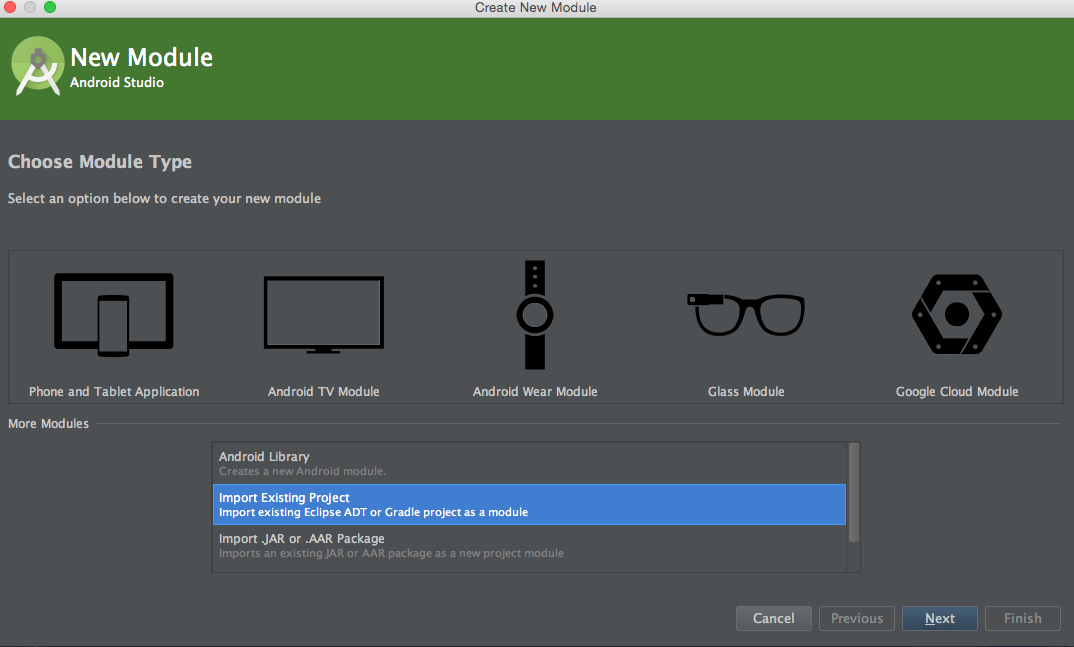 Create New Module
New Module
Android Studio
Choose Module Type
Select an option below to create your new module
Phone and Tablet Application
Android TV Module
Android Wear Module
Glass Module
Google Cloud Module
More Modules
Android Library
Creates a new Android module.
Import Existing Project
Import existing Eclipse ADT or Gradle project as a module
Import .JAR or .AAR Package
Imports an existing JAR or AAR package as a new project module
Cancel
Previous
Next
Finish